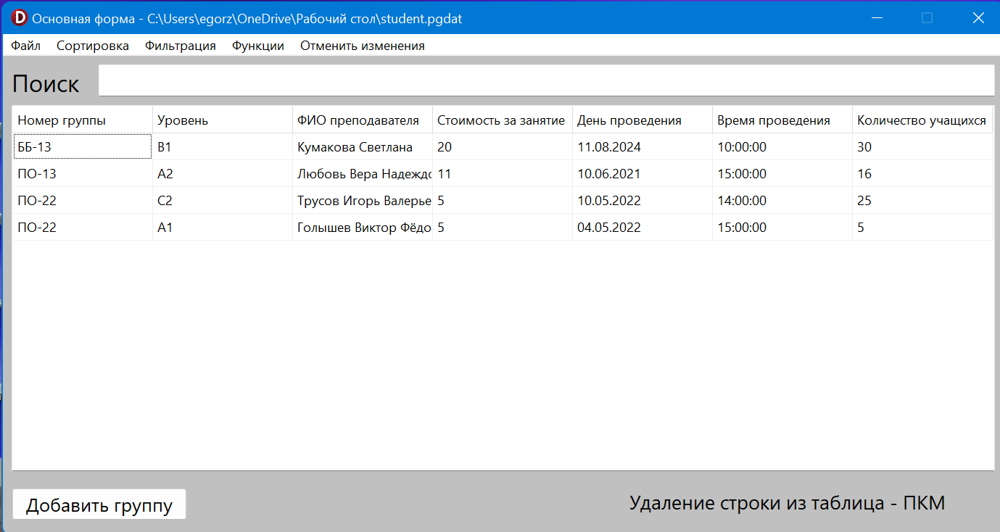 D Основная форма - C:\Users\egorz\OneDrive\Рабочий стол\student.pgdat
Файл Сортировка Фильтрация Функции Отменить изменения
Поиск
Номер группы Уровень ФИО преподавателя Стоимость за занятие День проведения Время проведения Количество учащихся
ББ-13 B1 Кумакова Светлана 20 11.08.2024 10:00:00 30
ПО-13 A2 Любовь Вера Надеждо 11 10.06.2021 15:00:00 16
ПО-22 C2 Трусов Игорь Валерье 5 10.05.2022 14:00:00 25
ПО-22 A1 Голышев Виктор Фёдо 5 04.05.2022 15:00:00 5
Добавить группу Удаление строки из таблица - ПКМ